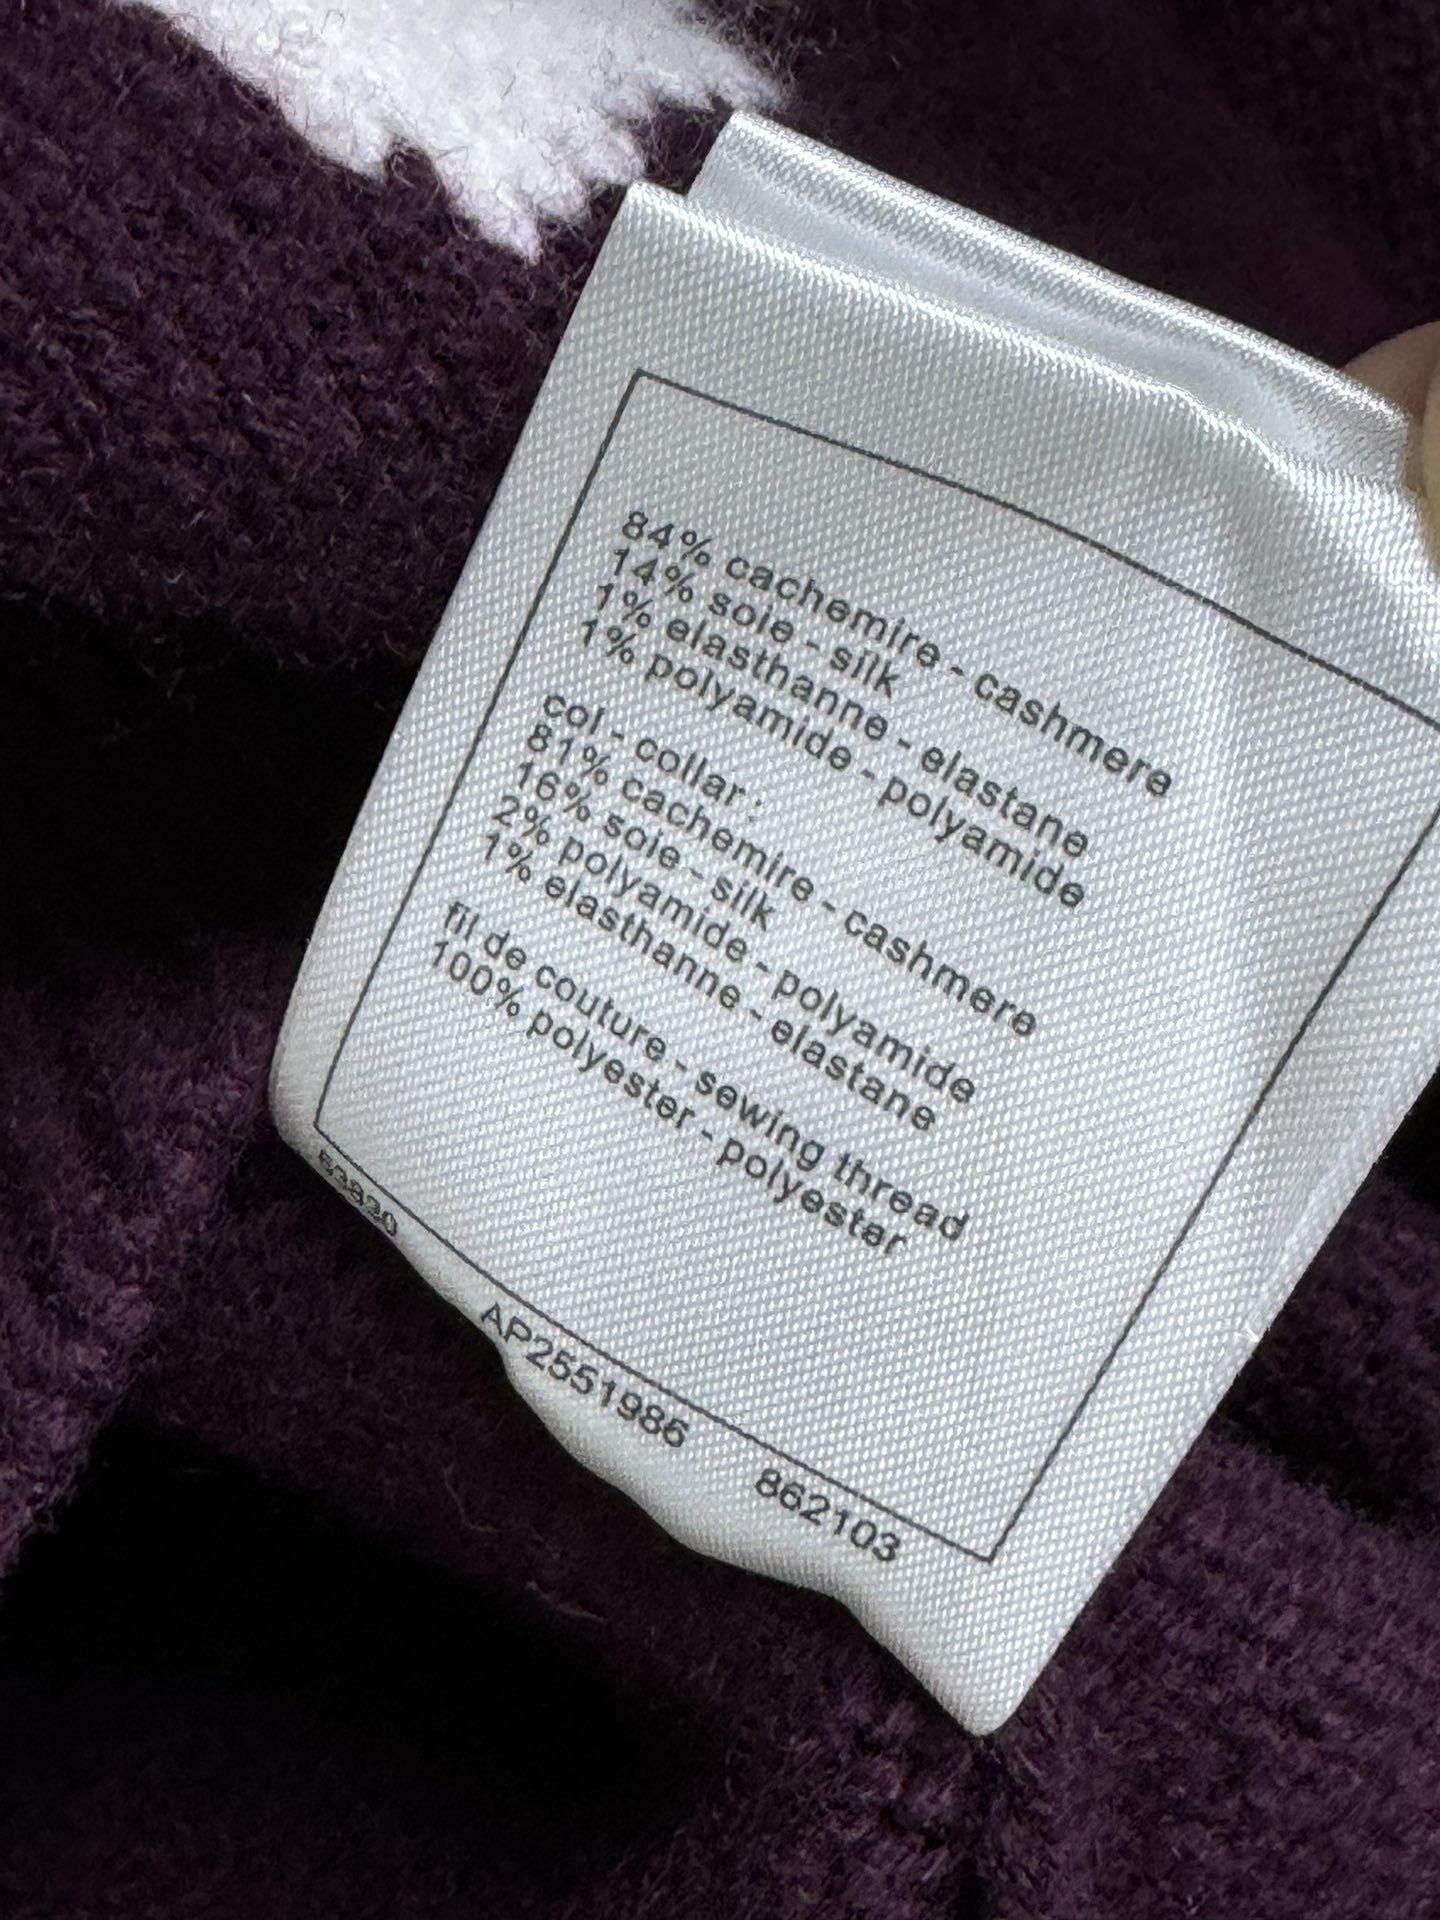 84% cachemire - cashmere
14% soie - silk
1% elasthanne - elastane
1% polyamide - polyamide
col - collar :
81% cachemire - cashmere
16% soie - silk
2% polyamide - polyamide
1% elasthanne - elastane
fil de couture - sewing thread
100% polyester - polyestar
AP2551986
862103